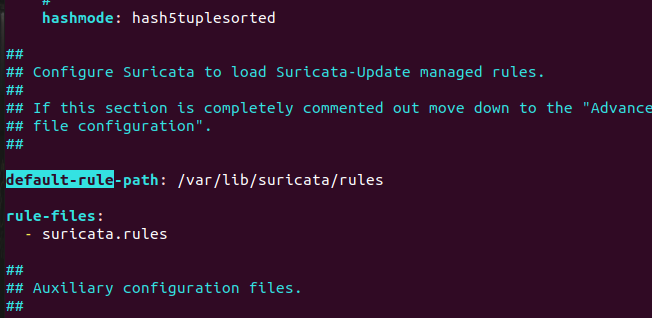 #
hashmode: hash5tuplesorted
##
## Configure Suricata to load Suricata-Update managed rules.
##
## If this section is completely commented out move down to the "Advance
## file configuration".
##
default-rule-path: /var/lib/suricata/rules
rule-files:
- suricata.rules
##
## Auxiliary configuration files.
##